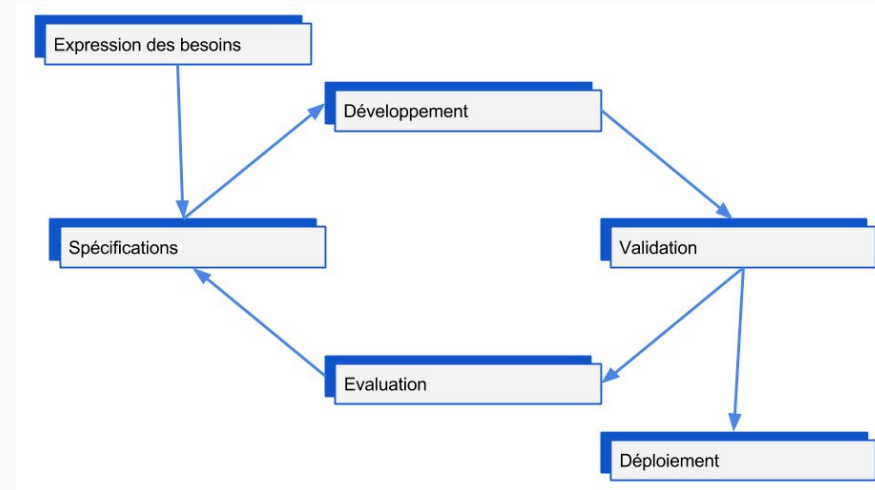 Expression des besoins
Développement
Spécifications
Validation
Evaluation
Déploiement